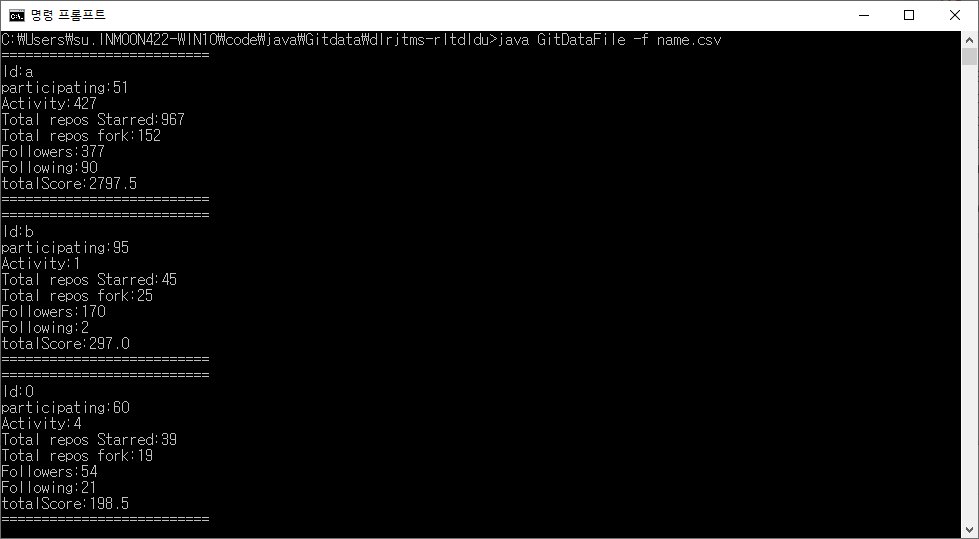 명령 프롬프트
C:₩Users₩su.INMOON422-WIN10₩code₩java₩Gitdata₩dlrjtms-rltdldu>java GitDataFile -f name.csv
==========================
Id:a
participating:51
Activity:427
Total repos Starred:967
Total repos fork:152
Followers:377
Following:90
totalScore:2797.5
==========================
==========================
Id:b
participating:95
Activity:1
Total repos Starred:45
Total repos fork:25
Followers:170
Following:2
totalScore:297.0
==========================
==========================
Id:0
participating:60
Activity:4
Total repos Starred:39
Total repos fork:19
Followers:54
Following:21
totalScore:198.5
==========================